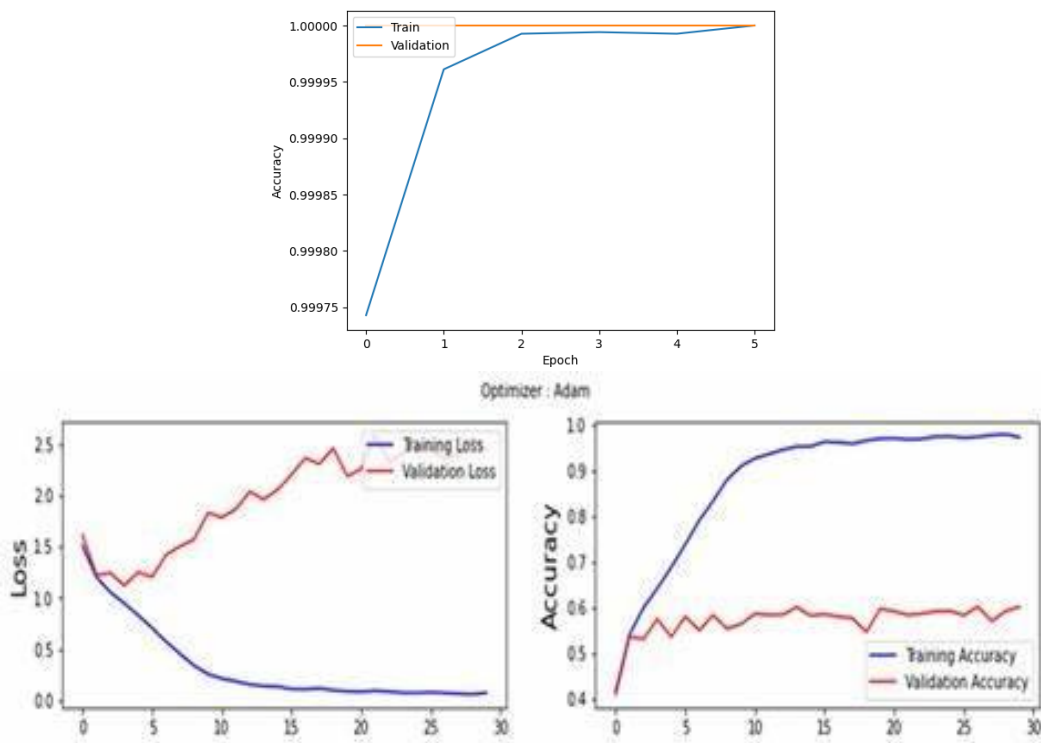 1.00000
Train
Validation
0.99995
0.99990
Accuracy
0.99985
0.99980
0.99975
0 1 2 3 4 5
Epoch
Optimizer : Adam
2.5
2.0
1.5
1.0
0.5
0.0
Loss
Training Loss
Validation Loss
0 5 10 15 20 25 30
1.0
0.9
0.8
0.7
0.6
0.5
0.4
Accuracy
Training Accuracy
Validation Accuracy
0 5 10 15 20 25 30